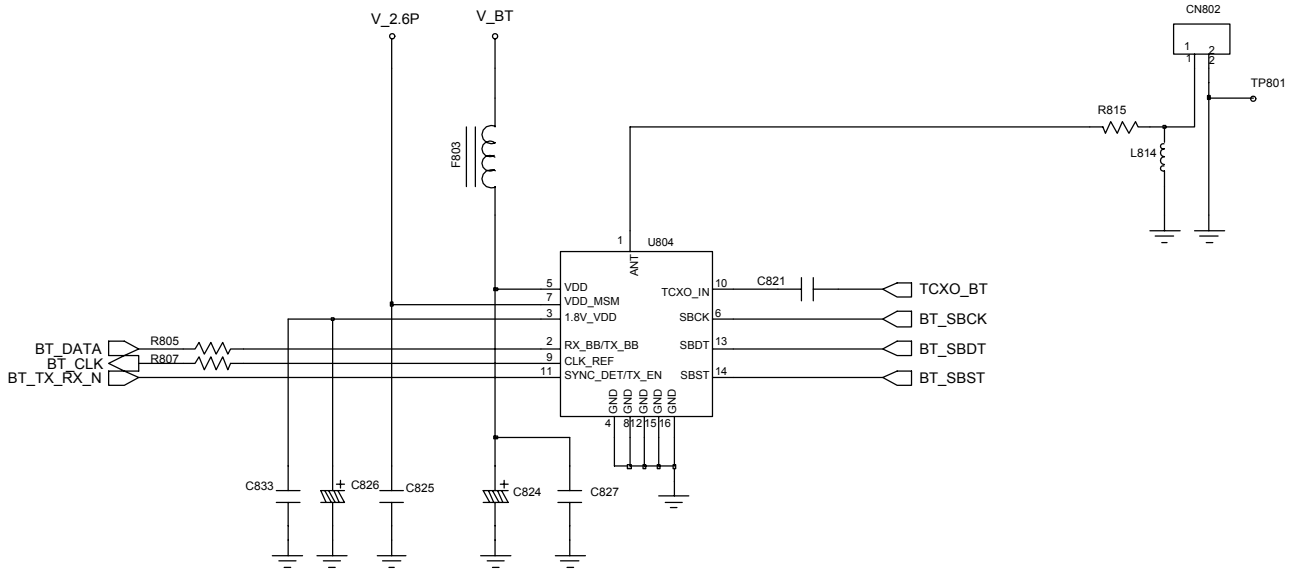 CN802
V_2.6P
V_BT
1
2
1
2
TP801
R815
F803
L814
1
U804
ANT
5
VDD
7
VDD_MSM
3
1.8V_VDD
TCXO_IN
10
C821
TCXO_BT
SBCK
6
BT_SBCK
BT_DATA
R805
2
RX_BB/TX_BB
SBDT
13
BT_SBDT
BT_CLK
R807
9
CLK_REF
BT_TX_RX_N
11
SYNC_DET/TX_EN
SBST
14
BT_SBST
GND
GND
GND
GND
GND
4
8
12
15
16
C833
+
C826
C825
+
C824
C827